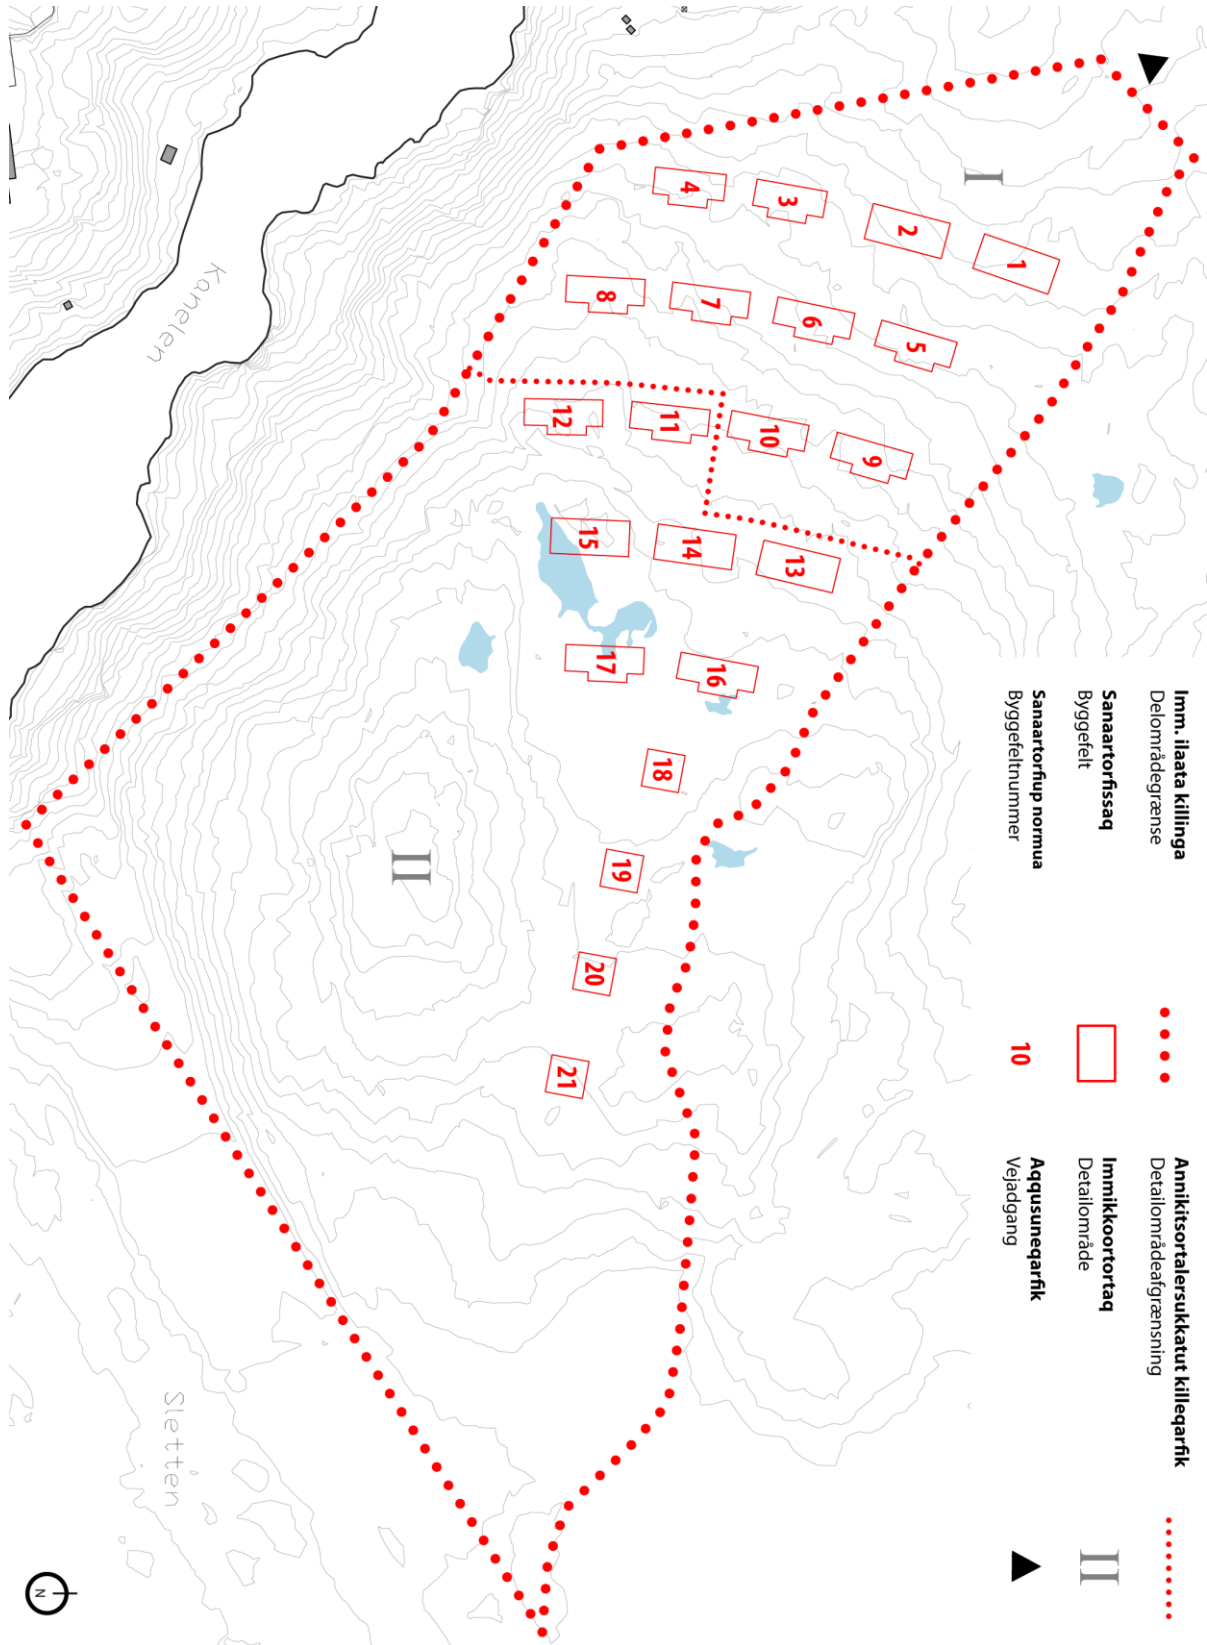 I
1
2
3
4
5
6
7
8
9
10
11
12
13
14
15
16
17
18
19
20
21
II
Kanelen
Sletten
Imm. ilaata killinga
Delområdegrænse
Sanaartorfissaq
Byggefelt
Sanaartorfiup normua
Byggefeltnummer
10
Annikitsortalersukkatut killeqarfik
Detailområdeafgrænsning
Immikkoortortaq
Detailområde
II
Aqqusuneqarfik
Vejadgang
N